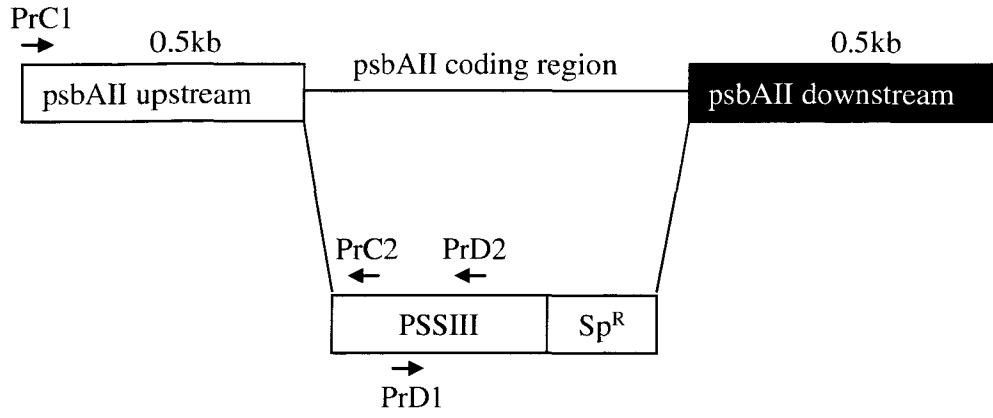 PrC1
0.5kb
psbAII coding region
0.5kb
psbAII upstream
psbAII downstream
PrC2
PrD2
PSSIII
Sp^R
PrD1